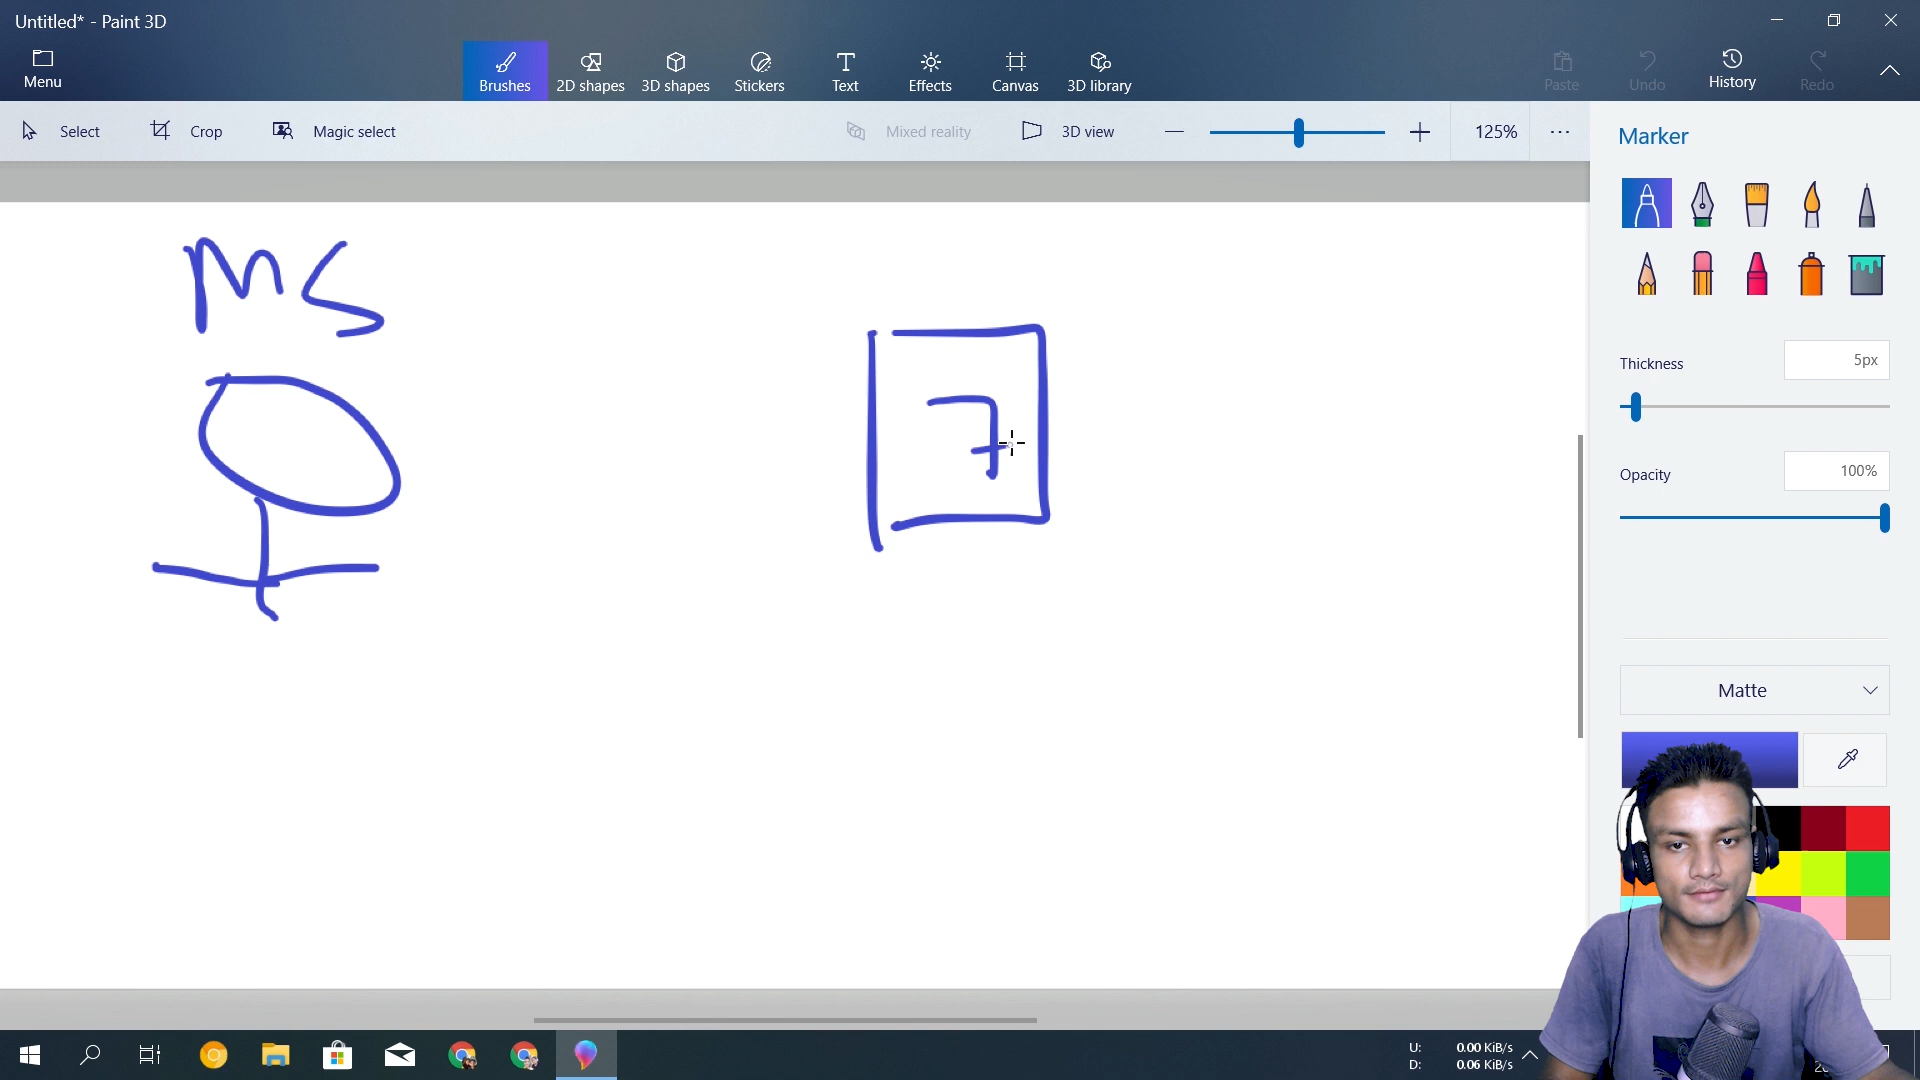 Untitled* - Paint 3D
Menu
Brushes
2D shapes
3D shapes
Stickers
Text
Effects
Canvas
3D library
Paste
Undo
History
Redo
Select
Crop
Magic select
Mixed reality
3D view
125%
Marker
MS
7
Thickness
5px
Opacity
100%
Matte
U: 0.00 KiB/s
D: 0.06 KiB/s